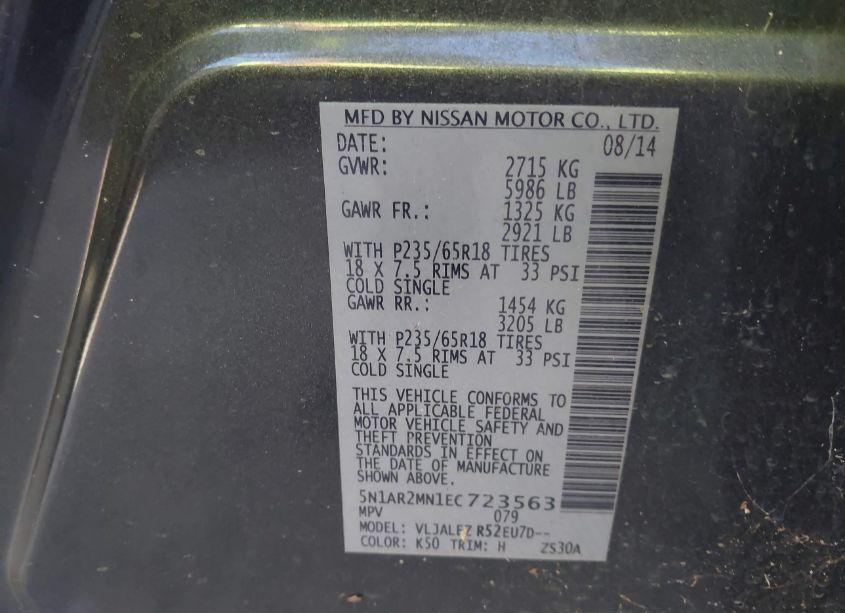 MFD BY NISSAN MOTOR CO., LTD.
DATE: 08/14
GVWR: 2715 KG
5986 LB
GAWR FR.: 1325 KG
2921 LB
WITH P235/65R18 TIRES
18 X 7.5 RIMS AT 33 PSI
COLD SINGLE
GAWR RR.: 1454 KG
3205 LB
WITH P235/65R18 TIRES
18 X 7.5 RIMS AT 33 PSI
COLD SINGLE
THIS VEHICLE CONFORMS TO
ALL APPLICABLE FEDERAL
MOTOR VEHICLE SAFETY AND
THEFT PREVENTION
STANDARDS IN EFFECT ON
THE DATE OF MANUFACTURE
SHOWN ABOVE.
5N1AR2MN1EC723563
MPV 079
MODEL: VLJALEZ R52EU7D--
COLOR: K50 TRIM: H ZS30A